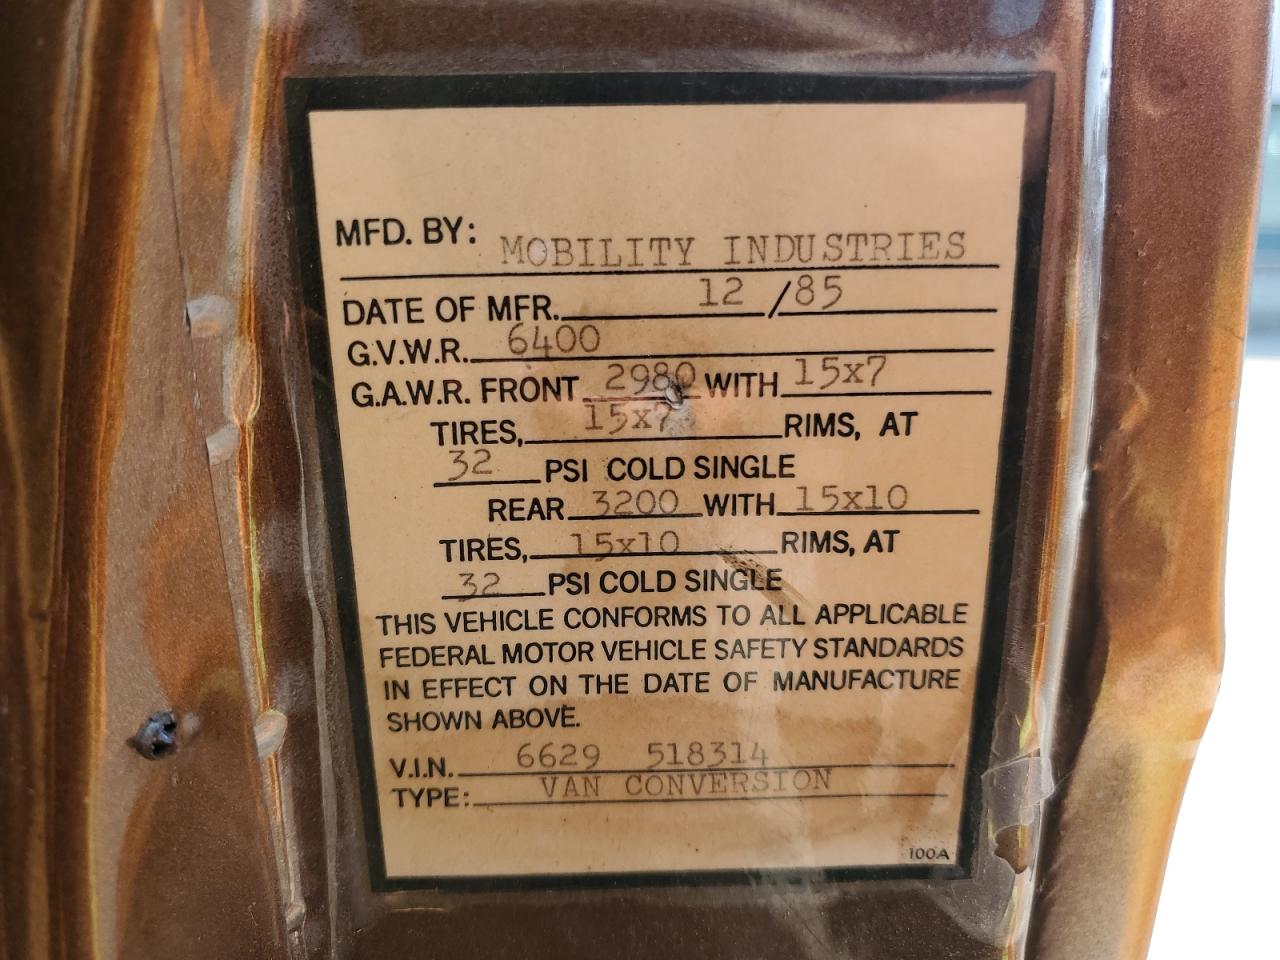 MFD. BY: MOBILITY INDUSTRIES
DATE OF MFR. 12 /85
G.V.W.R. 6400
G.A.W.R. FRONT 2980 WITH 15x7
TIRES, 15x7 RIMS, AT
32 PSI COLD SINGLE
REAR 3200 WITH 15x10
TIRES, 15x10 RIMS, AT
32 PSI COLD SINGLE
THIS VEHICLE CONFORMS TO ALL APPLICABLE
FEDERAL MOTOR VEHICLE SAFETY STANDARDS
IN EFFECT ON THE DATE OF MANUFACTURE
SHOWN ABOVE.
V.I.N. 6629 518314
TYPE: VAN CONVERSION
100A